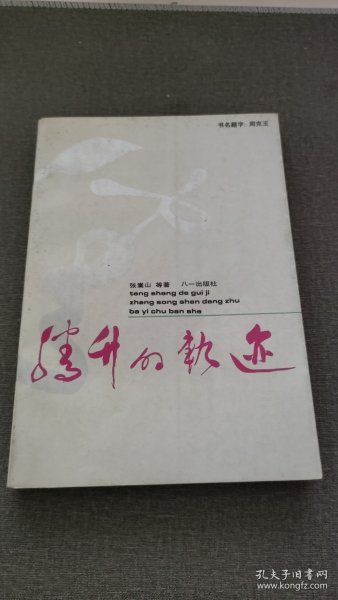 书名题字：周克玉
张嵩山 等著 八一出版社
teng sheng de gui ji
zhang song shan deng zhu
ba yi chu ban she
腾升的轨迹
孔夫子旧书网
www.kongfz.com